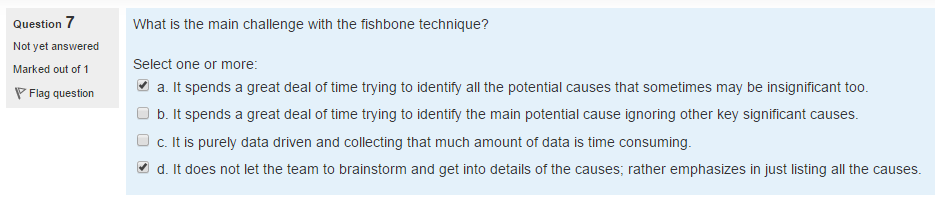 Question 7
Not yet answered
Marked out of 1
Flag question
What is the main challenge with the fishbone technique?
Select one or more:
a. It spends a great deal of time trying to identify all the potential causes that sometimes may be insignificant too.
b. It spends a great deal of time trying to identify the main potential cause ignoring other key significant causes.
c. It is purely data driven and collecting that much amount of data is time consuming.
d. It does not let the team to brainstorm and get into details of the causes; rather emphasizes in just listing all the causes.